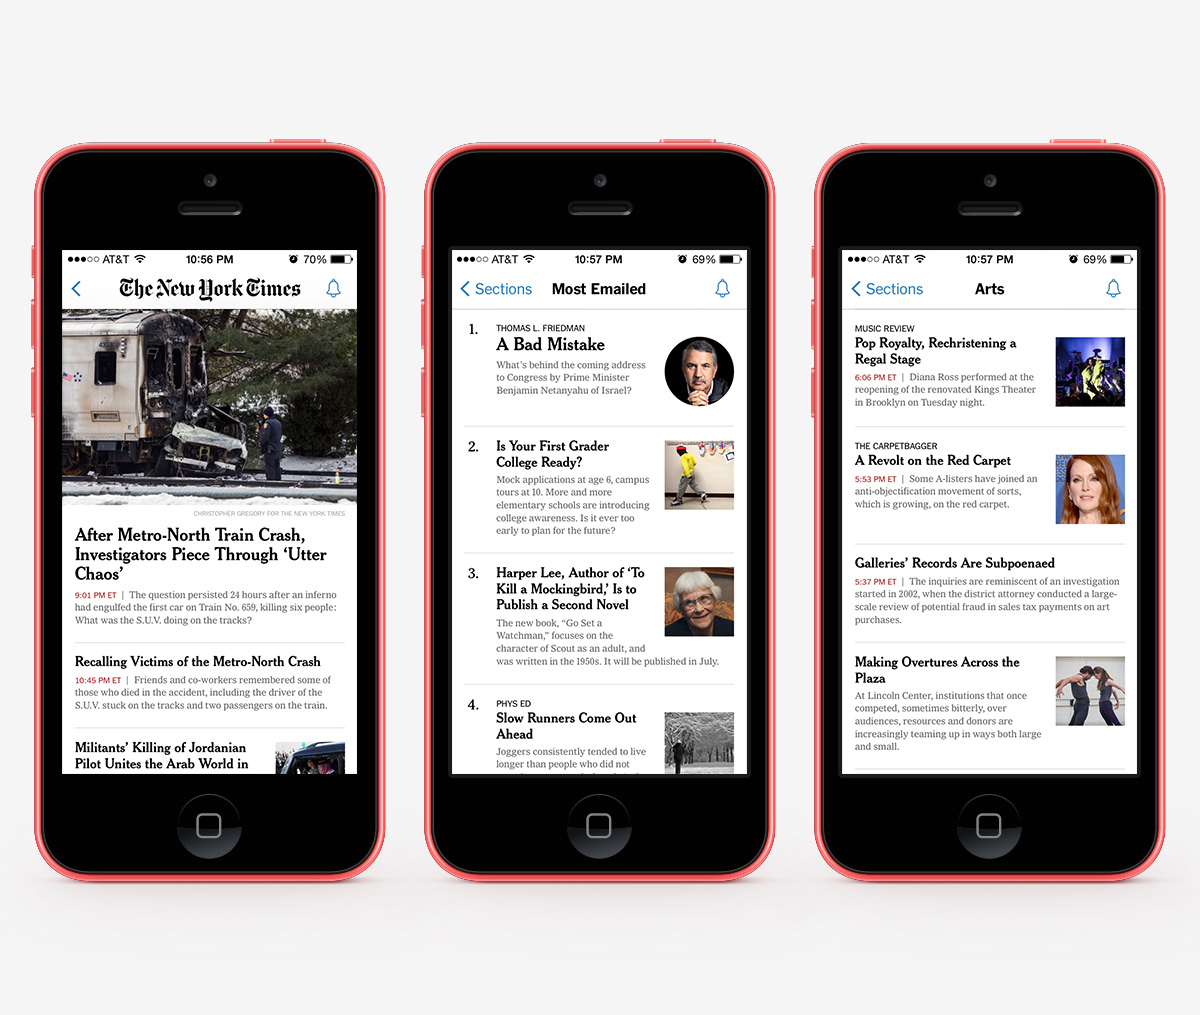 AT&T 10:56 PM 70%
The New York Times
CHRISTOPHER GREGORY FOR THE NEW YORK TIMES
After Metro-North Train Crash,
Investigators Piece Through ‘Utter
Chaos’
9:01 PM ET | The question persisted 24 hours after an inferno
had engulfed the first car on Train No. 659, killing six people:
What was the S.U.V. doing on the tracks?
Recalling Victims of the Metro-North Crash
10:45 PM ET | Friends and co-workers remembered some of
those who died in the accident, including the driver of the
S.U.V. stuck on the tracks and two passengers on the train.
Militants’ Killing of Jordanian
Pilot Unites the Arab World in
AT&T 10:57 PM 69%
Sections Most Emailed
1. THOMAS L. FRIEDMAN
A Bad Mistake
What’s behind the coming address
to Congress by Prime Minister
Benjamin Netanyahu of Israel?
2. Is Your First Grader
College Ready?
Mock applications at age 6, campus
tours at 10. More and more
elementary schools are introducing
college awareness. Is it ever too
early to plan for the future?
3. Harper Lee, Author of ‘To
Kill a Mockingbird,’ Is to
Publish a Second Novel
The new book, “Go Set a
Watchman,” focuses on the
character of Scout as an adult, and
was written in the 1950s. It will be published in July.
4. PHYS ED
Slow Runners Come Out
Ahead
Joggers consistently tended to live
longer than people who did not
AT&T 10:57 PM 69%
Sections Arts
MUSIC REVIEW
Pop Royalty, Rechristening a
Regal Stage
6:06 PM ET | Diana Ross performed at the
reopening of the renovated Kings Theater
in Brooklyn on Tuesday night.
THE CARPETBAGGER
A Revolt on the Red Carpet
5:53 PM ET | Some A-listers have joined an
anti-objectification movement of sorts,
which is growing, on the red carpet.
Galleries’ Records Are Subpoenaed
5:37 PM ET | The inquiries are reminiscent of an investigation
started in 2002, when the district attorney conducted a large-
scale review of potential fraud in sales tax payments on art
purchases.
Making Overtures Across the
Plaza
At Lincoln Center, institutions that once
competed, sometimes bitterly, over
audiences, resources and donors are
increasingly teaming up in ways both large
and small.